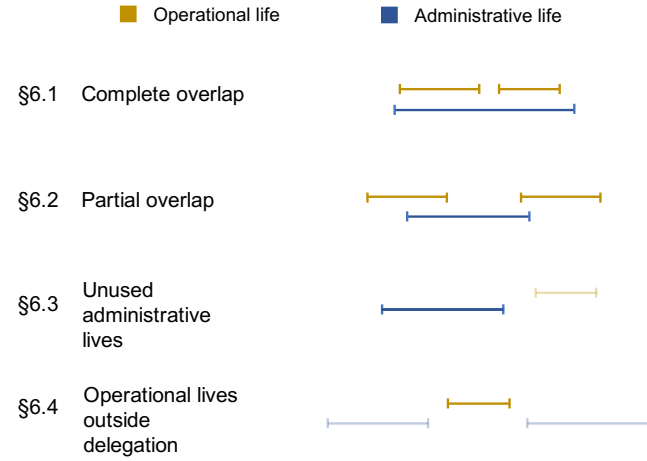 Operational life
Administrative life
§6.1 Complete overlap
§6.2 Partial overlap
§6.3 Unused
administrative
lives
§6.4 Operational lives
outside
delegation